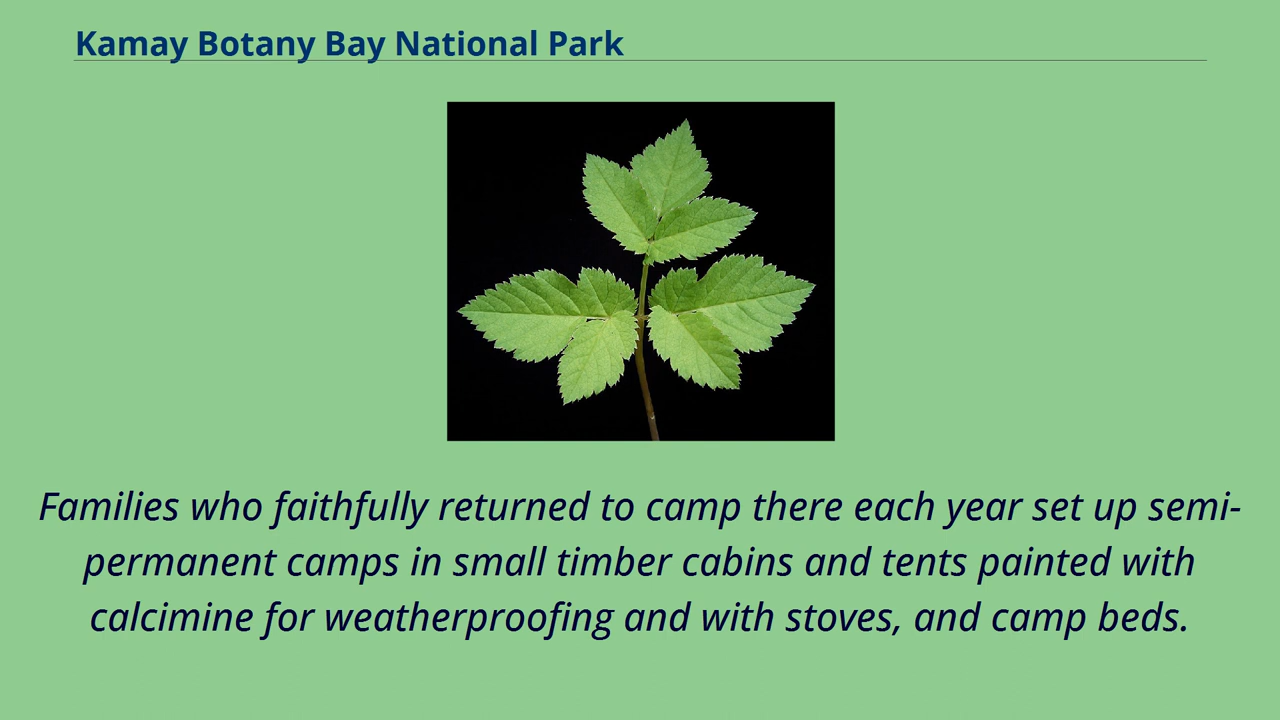 Kamay Botany Bay National Park
Families who faithfully returned to camp there each year set up semi-
permanent camps in small timber cabins and tents painted with
calcimine for weatherproofing and with stoves, and camp beds.